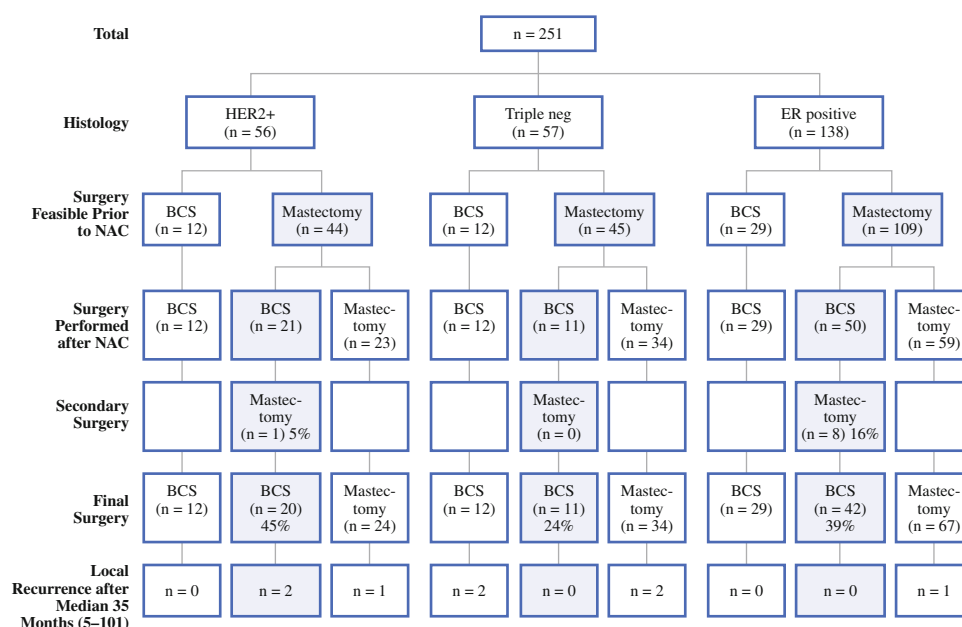 Total
n = 251
Histology
HER2+
(n = 56)
Triple neg
(n = 57)
ER positive
(n = 138)
Surgery
Feasible Prior
to NAC
BCS
(n = 12)
Mastectomy
(n = 44)
BCS
(n = 12)
Mastectomy
(n = 45)
BCS
(n = 29)
Mastectomy
(n = 109)
Surgery
Performed
after NAC
BCS
(n = 12)
BCS
(n = 21)
Mastec-
tomy
(n = 23)
BCS
(n = 12)
BCS
(n = 11)
Mastec-
tomy
(n = 34)
BCS
(n = 29)
BCS
(n = 50)
Mastec-
tomy
(n = 59)
Secondary
Surgery
Mastec-
tomy
(n = 1) 5%
Mastec-
tomy
(n = 0)
Mastec-
tomy
(n = 8) 16%
Final
Surgery
BCS
(n = 12)
BCS
(n = 20)
45%
Mastec-
tomy
(n = 24)
BCS
(n = 12)
BCS
(n = 11)
24%
Mastec-
tomy
(n = 34)
BCS
(n = 29)
BCS
(n = 42)
39%
Mastec-
tomy
(n = 67)
Local
Recurrence after
Median 35
Months (5–101)
n = 0
n = 2
n = 1
n = 2
n = 0
n = 2
n = 0
n = 0
n = 1